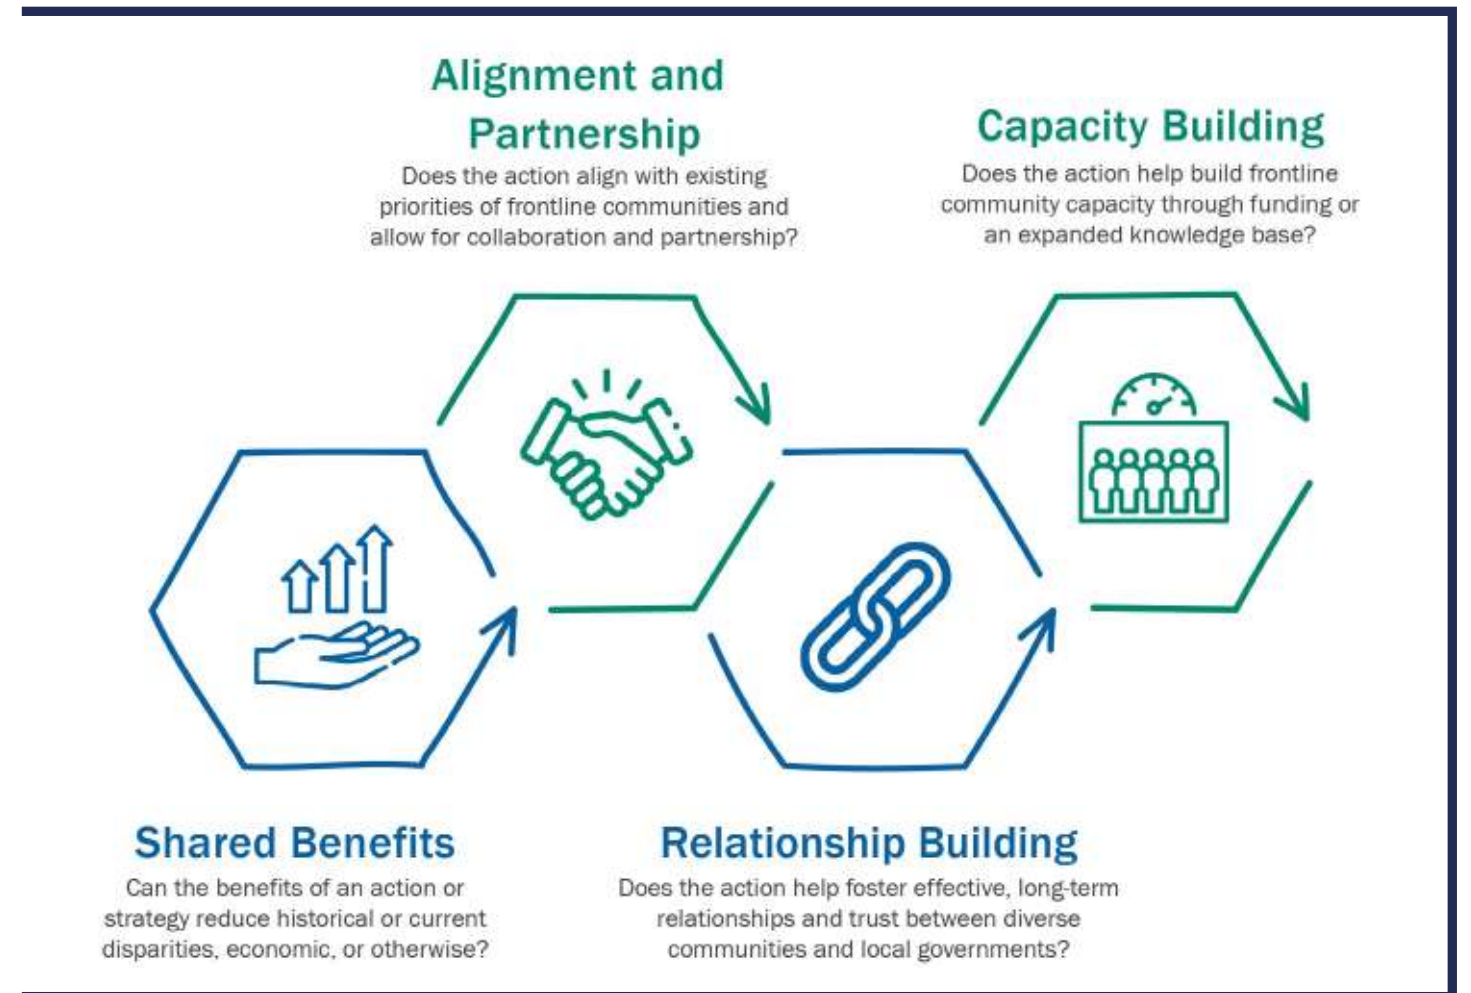 Alignment and
Partnership
Does the action align with existing
priorities of frontline communities and
allow for collaboration and partnership?
Capacity Building
Does the action help build frontline
community capacity through funding or
an expanded knowledge base?
Shared Benefits
Can the benefits of an action or
strategy reduce historical or current
disparities, economic, or otherwise?
Relationship Building
Does the action help foster effective, long-term
relationships and trust between diverse
communities and local governments?